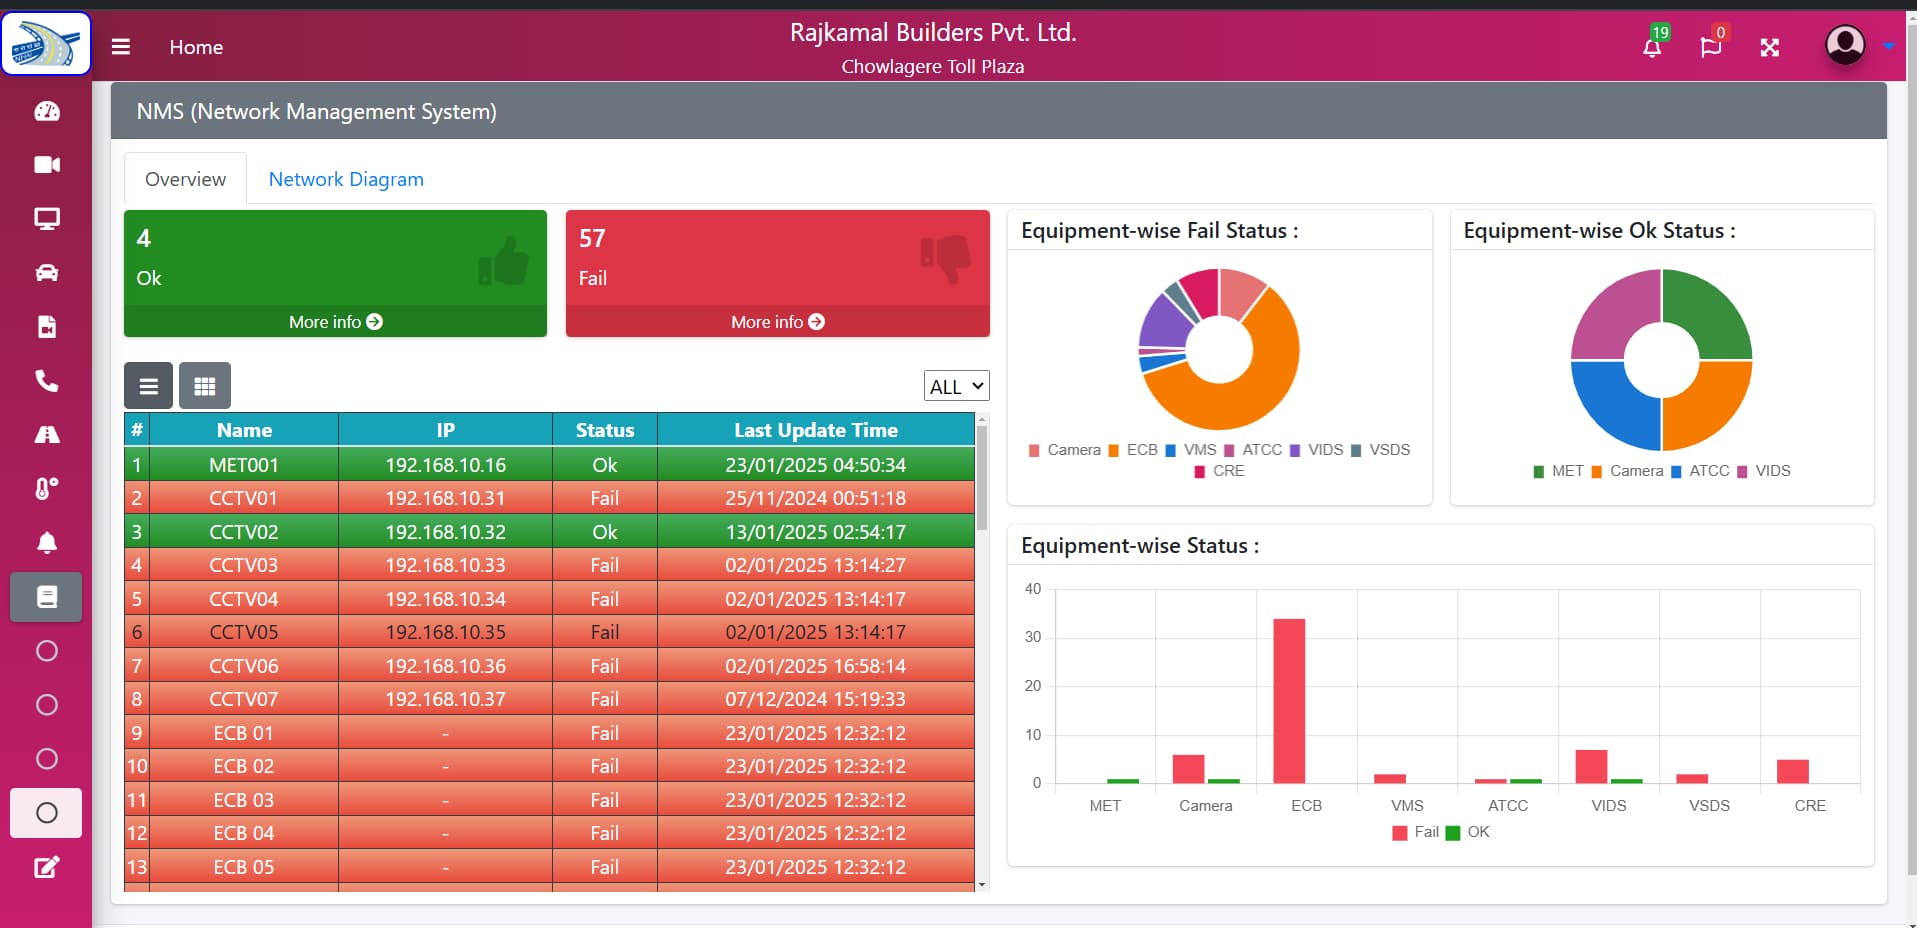 Rajkamal Builders Pvt. Ltd.
Home
Chowlagere Toll Plaza
19
0
NMS (Network Management System)
Overview
Network Diagram
4
Ok
More info
57
Fail
More info
ALL
# Name IP Status Last Update Time
1 MET001 192.168.10.16 Ok 23/01/2025 04:50:34
2 CCTV01 192.168.10.31 Fail 25/11/2024 00:51:18
3 CCTV02 192.168.10.32 Ok 13/01/2025 02:54:17
4 CCTV03 192.168.10.33 Fail 02/01/2025 13:14:27
5 CCTV04 192.168.10.34 Fail 02/01/2025 13:14:17
6 CCTV05 192.168.10.35 Fail 02/01/2025 13:14:17
7 CCTV06 192.168.10.36 Fail 02/01/2025 16:58:14
8 CCTV07 192.168.10.37 Fail 07/12/2024 15:19:33
9 ECB 01 - Fail 23/01/2025 12:32:12
10 ECB 02 - Fail 23/01/2025 12:32:12
11 ECB 03 - Fail 23/01/2025 12:32:12
12 ECB 04 - Fail 23/01/2025 12:32:12
13 ECB 05 - Fail 23/01/2025 12:32:12
Equipment-wise Fail Status :
Camera ECB VMS ATCC VIDS VSDS
CRE
Equipment-wise Ok Status :
MET Camera ATCC VIDS
Equipment-wise Status :
40
30
20
10
0
MET Camera ECB VMS ATCC VIDS VSDS CRE
Fail OK